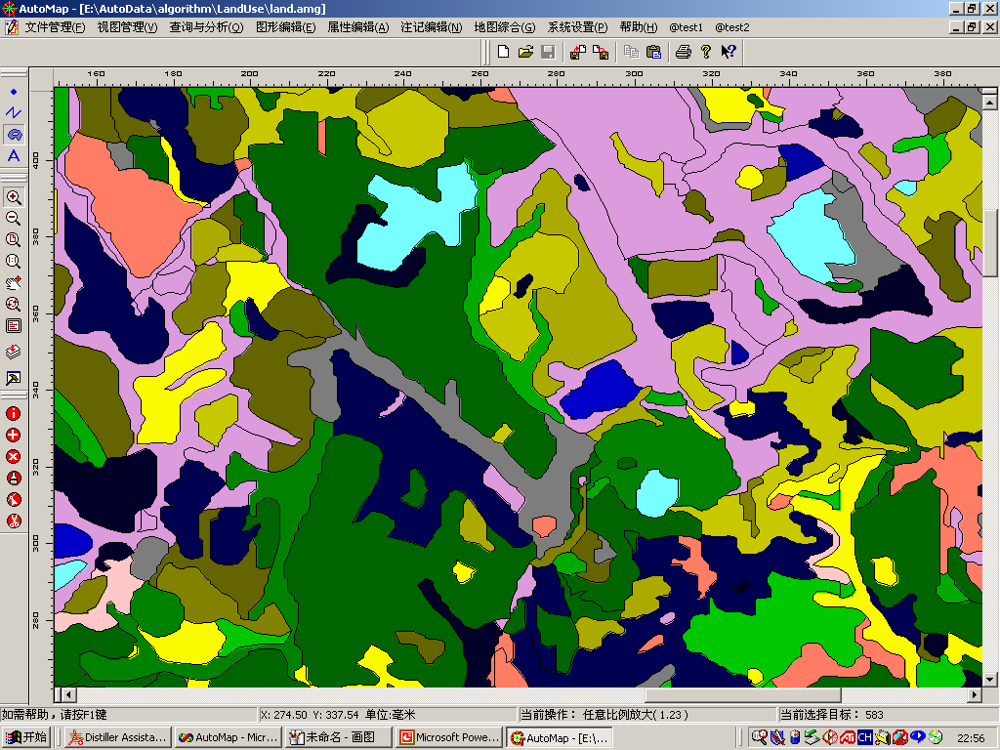 AutoMap - [E:\AutoData\algorithm\LandUse\land.amg]
文件管理(F) 视图管理(V) 查询与分析(Q) 图形编辑(E) 属性编辑(A) 注记编辑(N) 地图综合(G) 系统设置(P) 帮助(H) @test1 @test2
160 180 200 220 240 260 280 300 320 340 360 380
A
400
380
360
340
320
300
280
如需帮助，请按F1键 X: 274.50 Y: 337.54 单位:毫米 当前操作: 任意比例放大( 1.23 ) 当前选择目标: 583
开始 Distiller Assista... AutoMap - Micr... 未命名 - 画图 Microsoft Powe... AutoMap - [E:\... CH 22:56